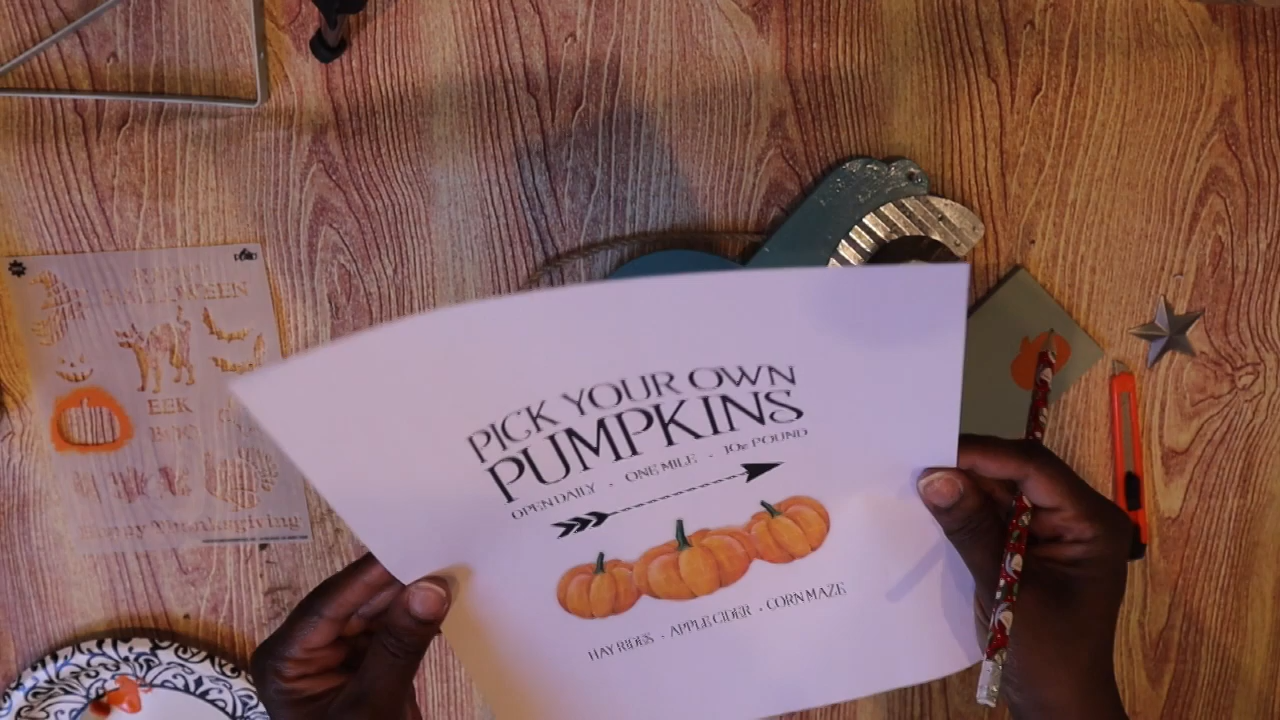 PICK YOUR OWN
PUMPKINS
OPEN DAILY . ONE MILE . 10¢ POUND
HAY RIDES . APPLE CIDER . CORN MAZE
HALLOWEEN
EEK
BOO
Happy Thanksgiving